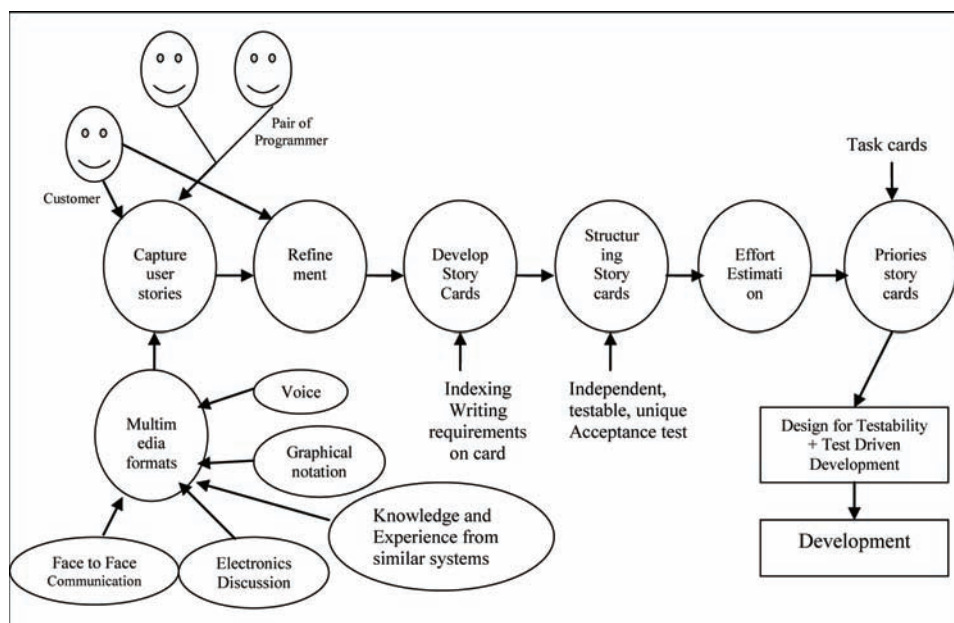 Pair of
Programmer
Customer
Task cards
Capture
user
stories
Refine
ment
Develop
Story
Cards
Structur
ing
Story
cards
Effort
Estimati
on
Priories
story
cards
Indexing
Writing
requirements
on card
Independent,
testable, unique
Acceptance test
Multim
edia
formats
Voice
Graphical
notation
Knowledge and
Experience from
similar systems
Face to Face
Communication
Electronics
Discussion
Design for Testability
+ Test Driven
Development
Development